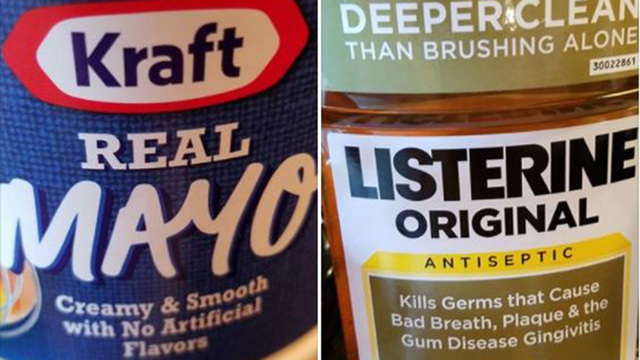 Kraft
REAL
MAYO
Creamy & Smooth
with No Artificial
Flavors
DEEPER CLEAN
THAN BRUSHING ALONE
30022861
LISTERINE
ORIGINAL
ANTISEPTIC
Kills Germs that Cause
Bad Breath, Plaque & the
Gum Disease Gingivitis